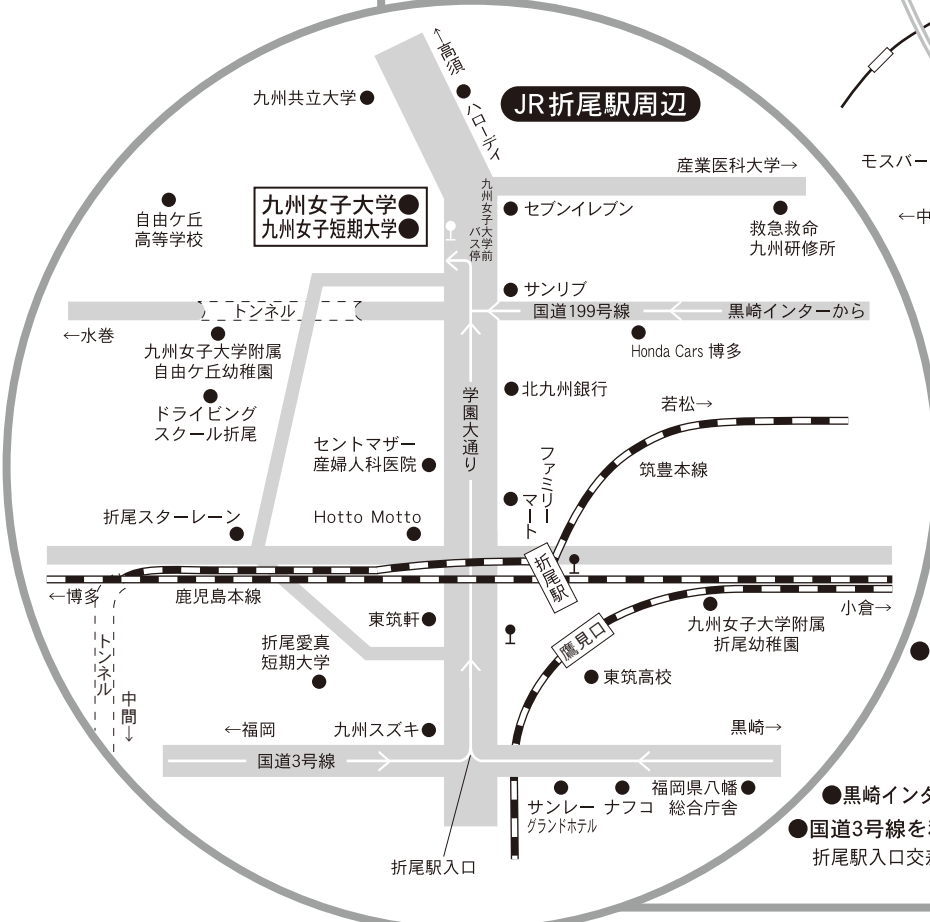 ↑高須
九州共立大学
ハローデイ
JR折尾駅周辺
産業医科大学→
モスバー
←中
九州女子大学
九州女子短期大学
九州女子大学前
バス停
セブンイレブン
自由ケ丘
高等学校
救急救命
九州研修所
サンリブ
トンネル
国道199号線
黒崎インターから
←水巻
九州女子大学附属
自由ケ丘幼稚園
Honda Cars 博多
北九州銀行
ドライビング
スクール折尾
学園大通り
若松→
セントマザー
産婦人科医院
ファミリー
マート
筑豊本線
折尾スターレーン
Hotto Motto
折尾駅
←博多
鹿児島本線
小倉→
東筑軒
九州女子大学附属
折尾幼稚園
鷹見口
トンネル
折尾愛真
短期大学
東筑高校
中間→
←福岡
九州スズキ
黒崎→
国道3号線
サンレー
グランドホテル
ナフコ
福岡県八幡
総合庁舎
●黒崎インタ
●国道3号線を
折尾駅入口交
折尾駅入口